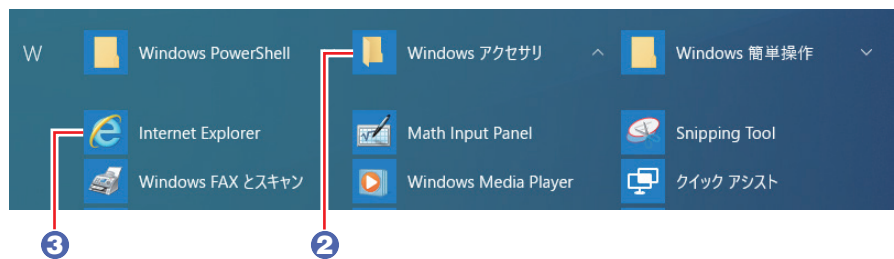 W
Windows PowerShell
Windows アクセサリ
Windows 簡単操作
Internet Explorer
Math Input Panel
Snipping Tool
Windows FAX とスキャン
Windows Media Player
クイック アシスト
3
2